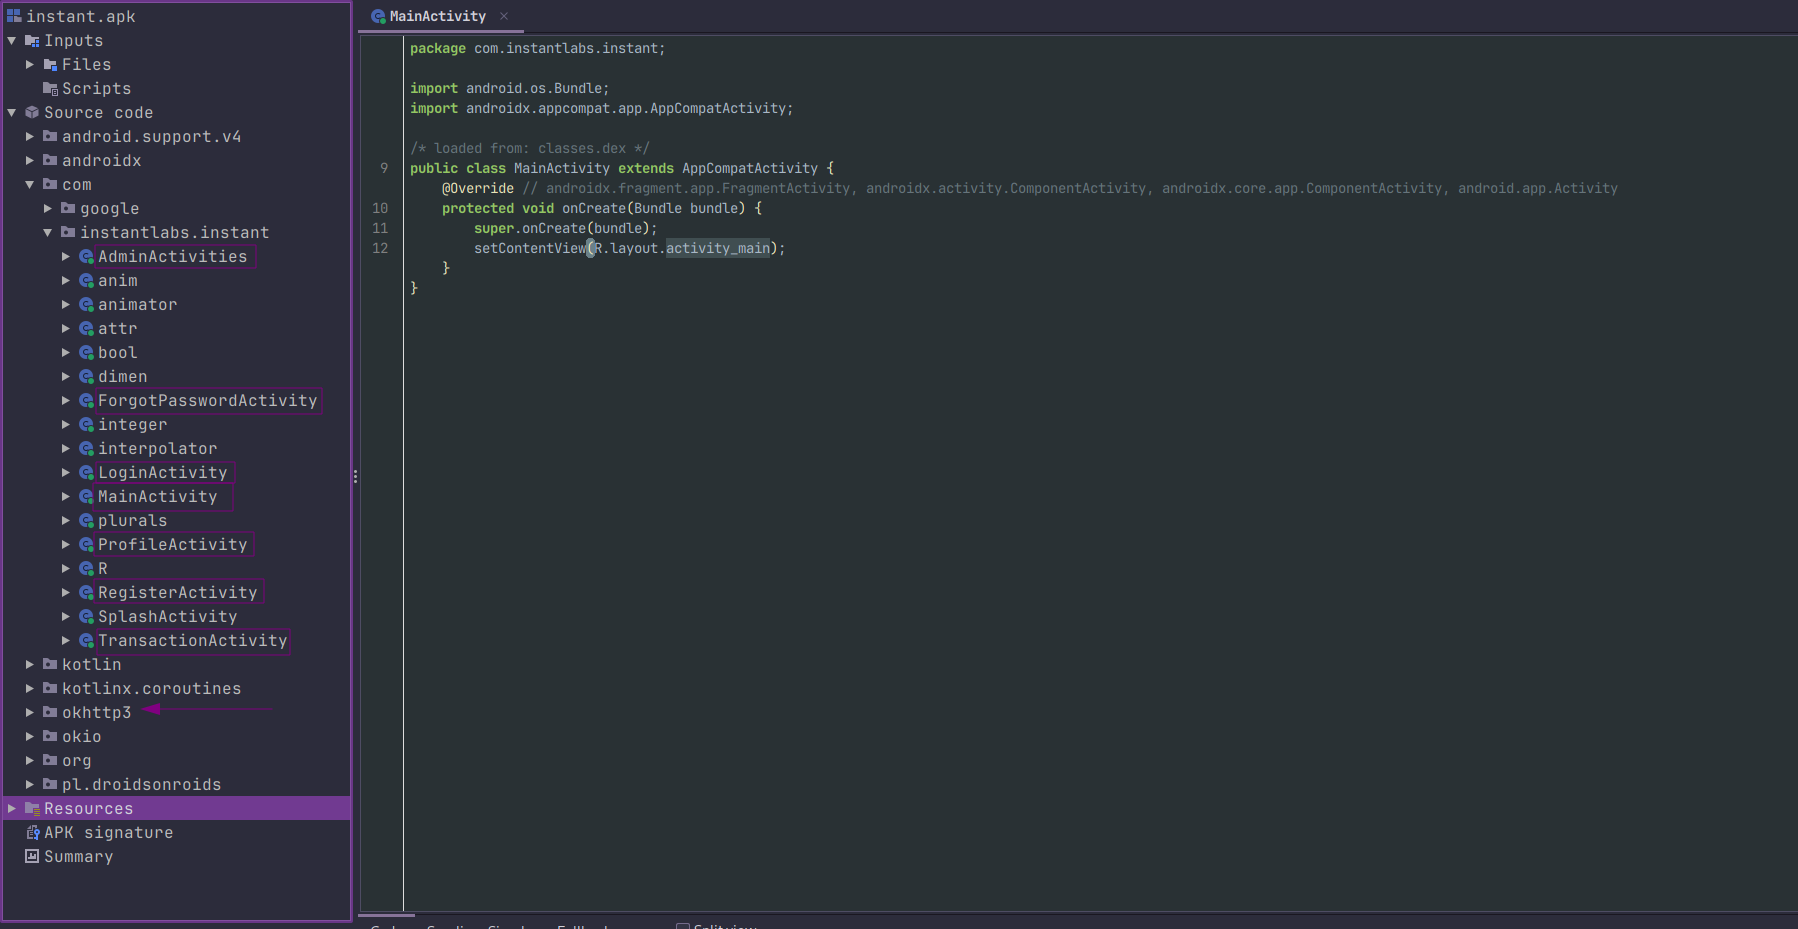 instant.apk
Inputs
Files
Scripts
Source code
android.support.v4
androidx
com
google
instantlabs.instant
AdminActivities
anim
animator
attr
bool
dimen
ForgotPasswordActivity
integer
interpolator
LoginActivity
MainActivity
plurals
ProfileActivity
R
RegisterActivity
SplashActivity
TransactionActivity
kotlin
kotlinx.coroutines
okhttp3
okio
org
pl.droidsonroids
Resources
APK signature
Summary
MainActivity
package com.instantlabs.instant;
import android.os.Bundle;
import androidx.appcompat.app.AppCompatActivity;
/* loaded from: classes.dex */
9 public class MainActivity extends AppCompatActivity {
@Override // androidx.fragment.app.FragmentActivity, androidx.activity.ComponentActivity, androidx.core.app.ComponentActivity, android.app.Activity
10 protected void onCreate(Bundle bundle) {
11 super.onCreate(bundle);
12 setContentView(R.layout.activity_main);
}
}